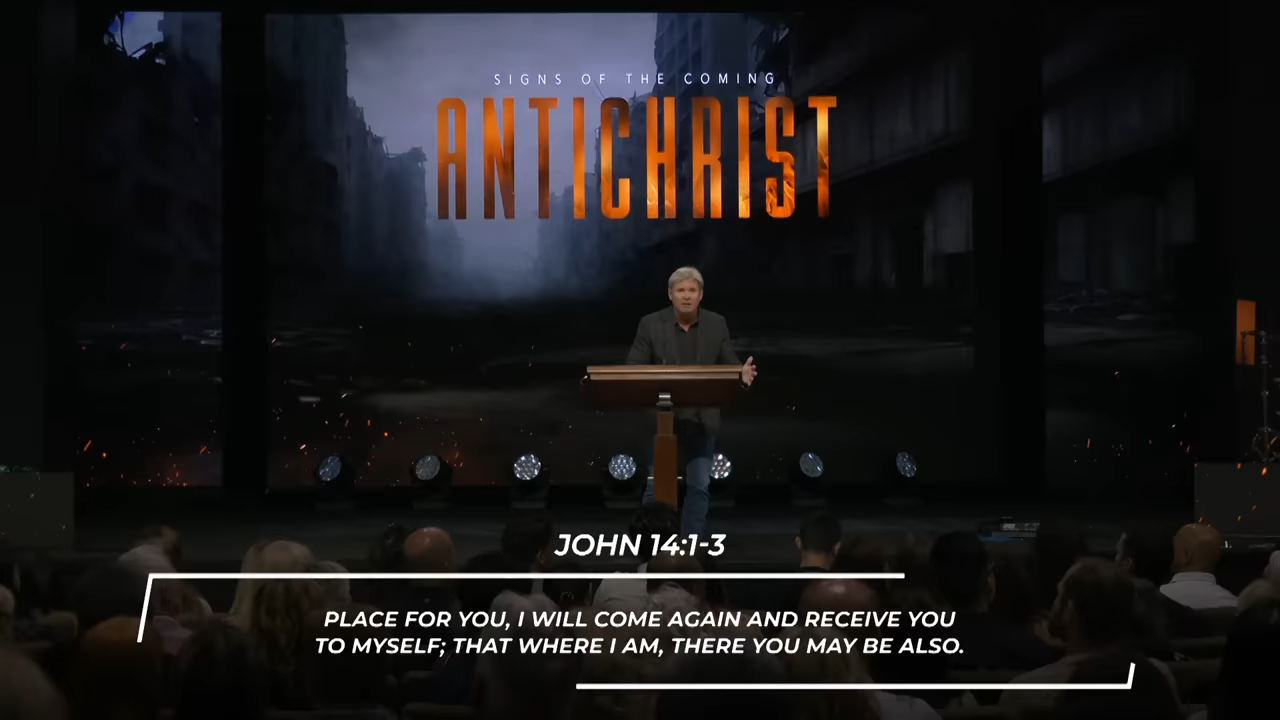 SIGNS OF THE COMING
ANTICHRIST
JOHN 14:1-3
PLACE FOR YOU, I WILL COME AGAIN AND RECEIVE YOU
TO MYSELF; THAT WHERE I AM, THERE YOU MAY BE ALSO.